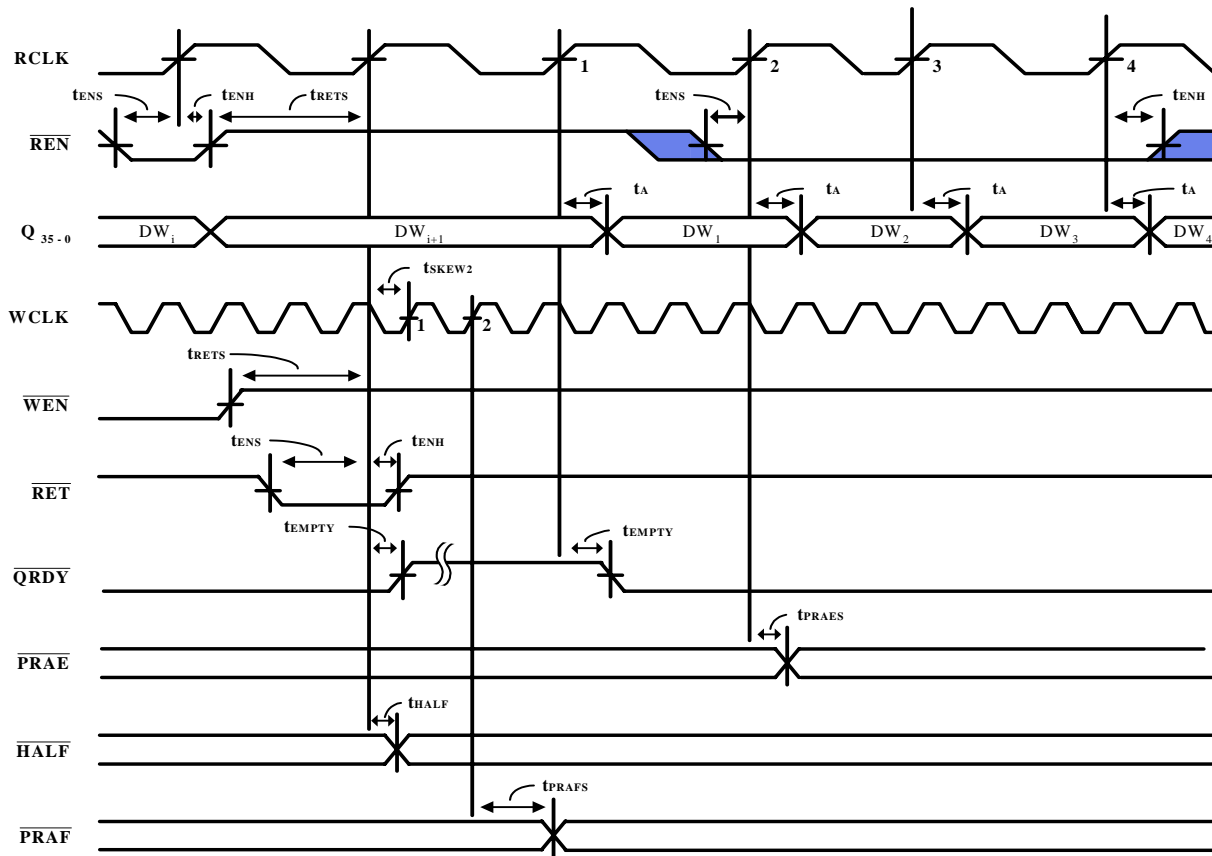 RCLK
1 2 3 4
tENS tENH tRETS tENS tENH
REN
tA tA tA tA
Q 35 - 0 DWi DWi+1 DW1 DW2 DW3 DW4
tSKEW2
WCLK 1 2
tRETS
WEN
tENS tENH
RET
tEMPTY tEMPTY
QRDY
tPRAES
PRAE
tHALF
HALF
tPRAFS
PRAF